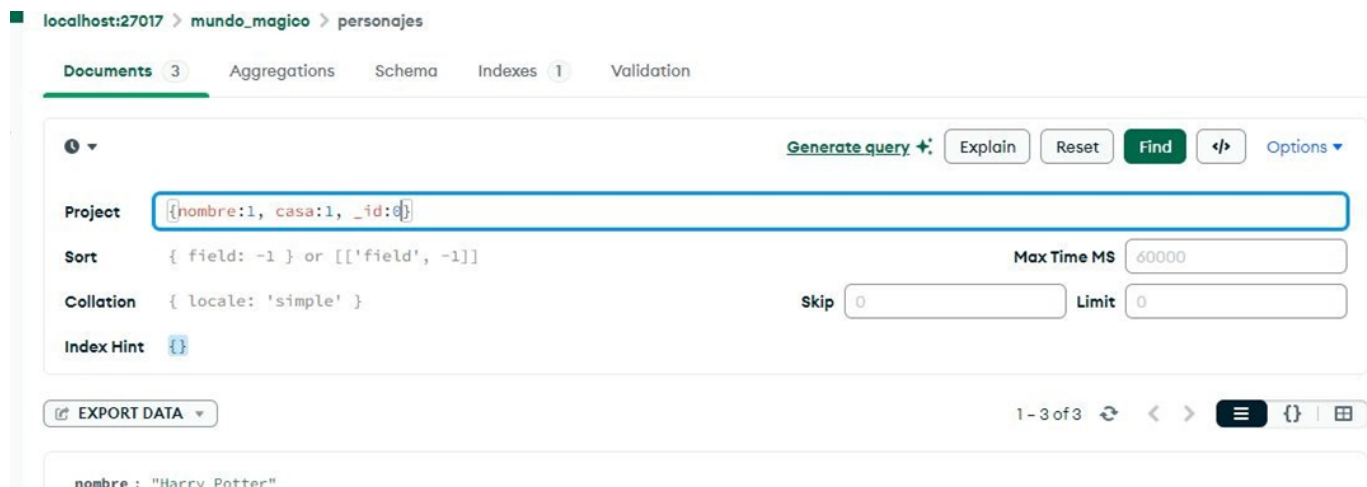 localhost:27017 > mundo_magico > personajes
Documents 3 Aggregations Schema Indexes 1 Validation
Generate query Explain Reset Find </> Options
Project {nombre:1, casa:1, _id:0}
Sort { field: -1 } or [['field', -1]] Max Time MS 60000
Collation { locale: 'simple' } Skip 0 Limit 0
Index Hint {}
EXPORT DATA 1 – 3 of 3 {}
nombre : "Harry Potter"